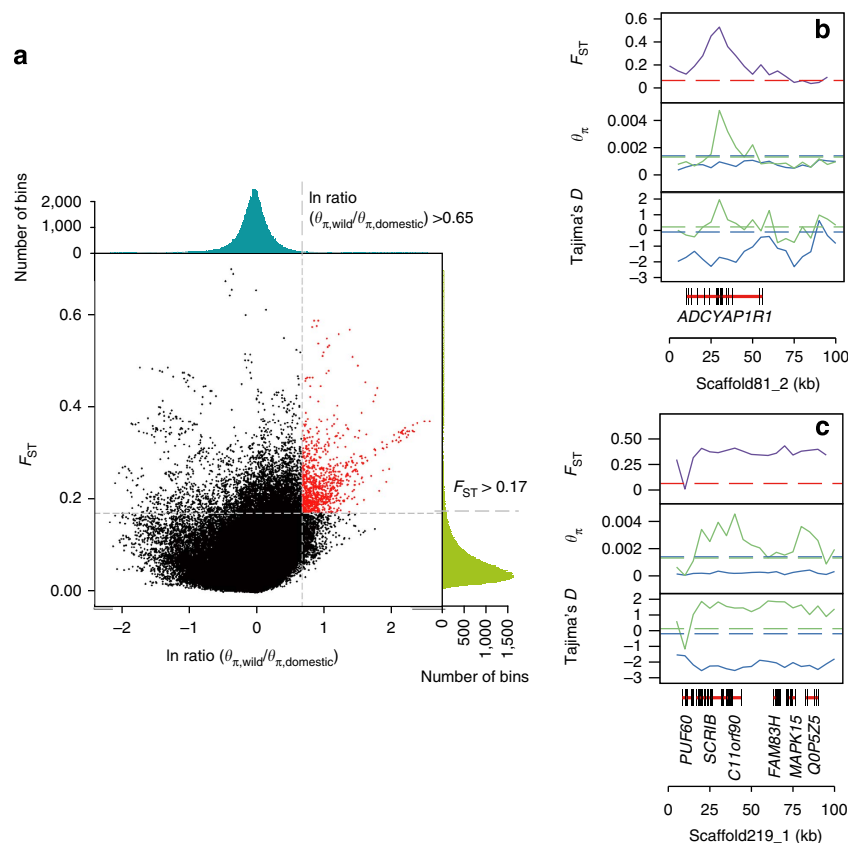 a
Number of bins
2,000
1,000
0
ln ratio
(θπ,wild/θπ,domestic) >0.65
FST
0.6
0.4
0.2
0.00
FST > 0.17
−2 −1 0 1 2
ln ratio (θπ,wild/θπ,domestic)
0 500 1,000 1,500
Number of bins
b
FST
0.6
0.4
0.2
0
θπ
0.004
0.002
0
Tajima's D
2
1
0
−1
−2
−3
ADCYAP1R1
0 25 50 75 100
Scaffold81_2 (kb)
c
FST
0.50
0.25
0
θπ
0.004
0.002
0
Tajima's D
2
1
0
−1
−2
−3
PUF60
SCRIB
C11orf90
FAM83H
MAPK15
Q0P5Z5
0 25 50 75 100
Scaffold219_1 (kb)